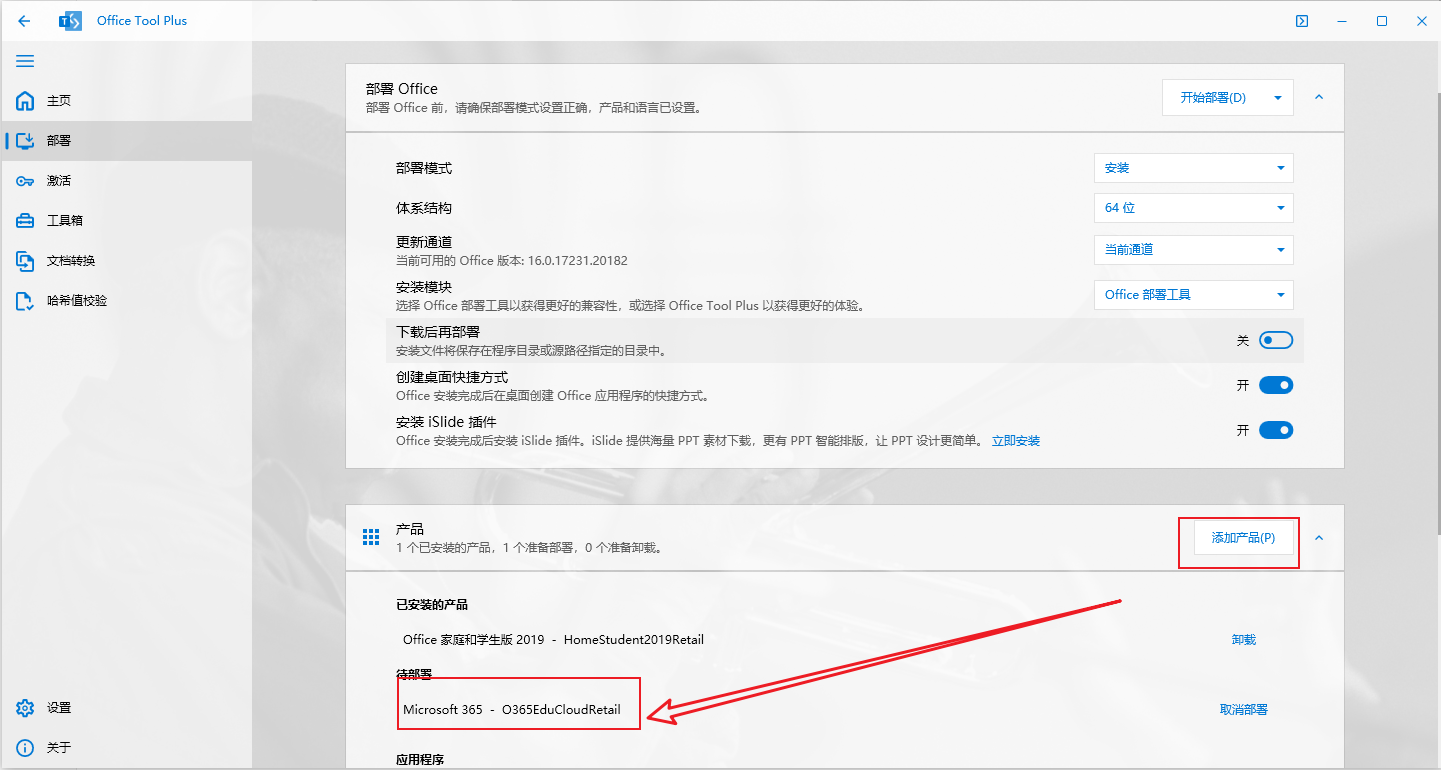 Office Tool Plus
主页
部署
激活
工具箱
文档转换
哈希值校验
设置
关于
部署 Office
部署 Office 前，请确保部署模式设置正确，产品和语言已设置。
开始部署(D)
部署模式
安装
体系结构
64 位
更新通道
当前可用的 Office 版本: 16.0.17231.20182
当前通道
安装模块
选择 Office 部署工具以获得更好的兼容性，或选择 Office Tool Plus 以获得更好的体验。
Office 部署工具
下载后再部署
安装文件将保存在程序目录或源路径指定的目录中。
关
创建桌面快捷方式
Office 安装完成后在桌面创建 Office 应用程序的快捷方式。
开
安装 iSlide 插件
Office 安装完成后安装 iSlide 插件。iSlide 提供海量 PPT 素材下载，更有 PPT 智能排版，让 PPT 设计更简单。 立即安装
开
产品
1 个已安装的产品，1 个准备部署，0 个准备卸载。
添加产品(P)
已安装的产品
Office 家庭和学生版 2019 - HomeStudent2019Retail
卸载
待部署
Microsoft 365 - O365EduCloudRetail
取消部署
应用程序